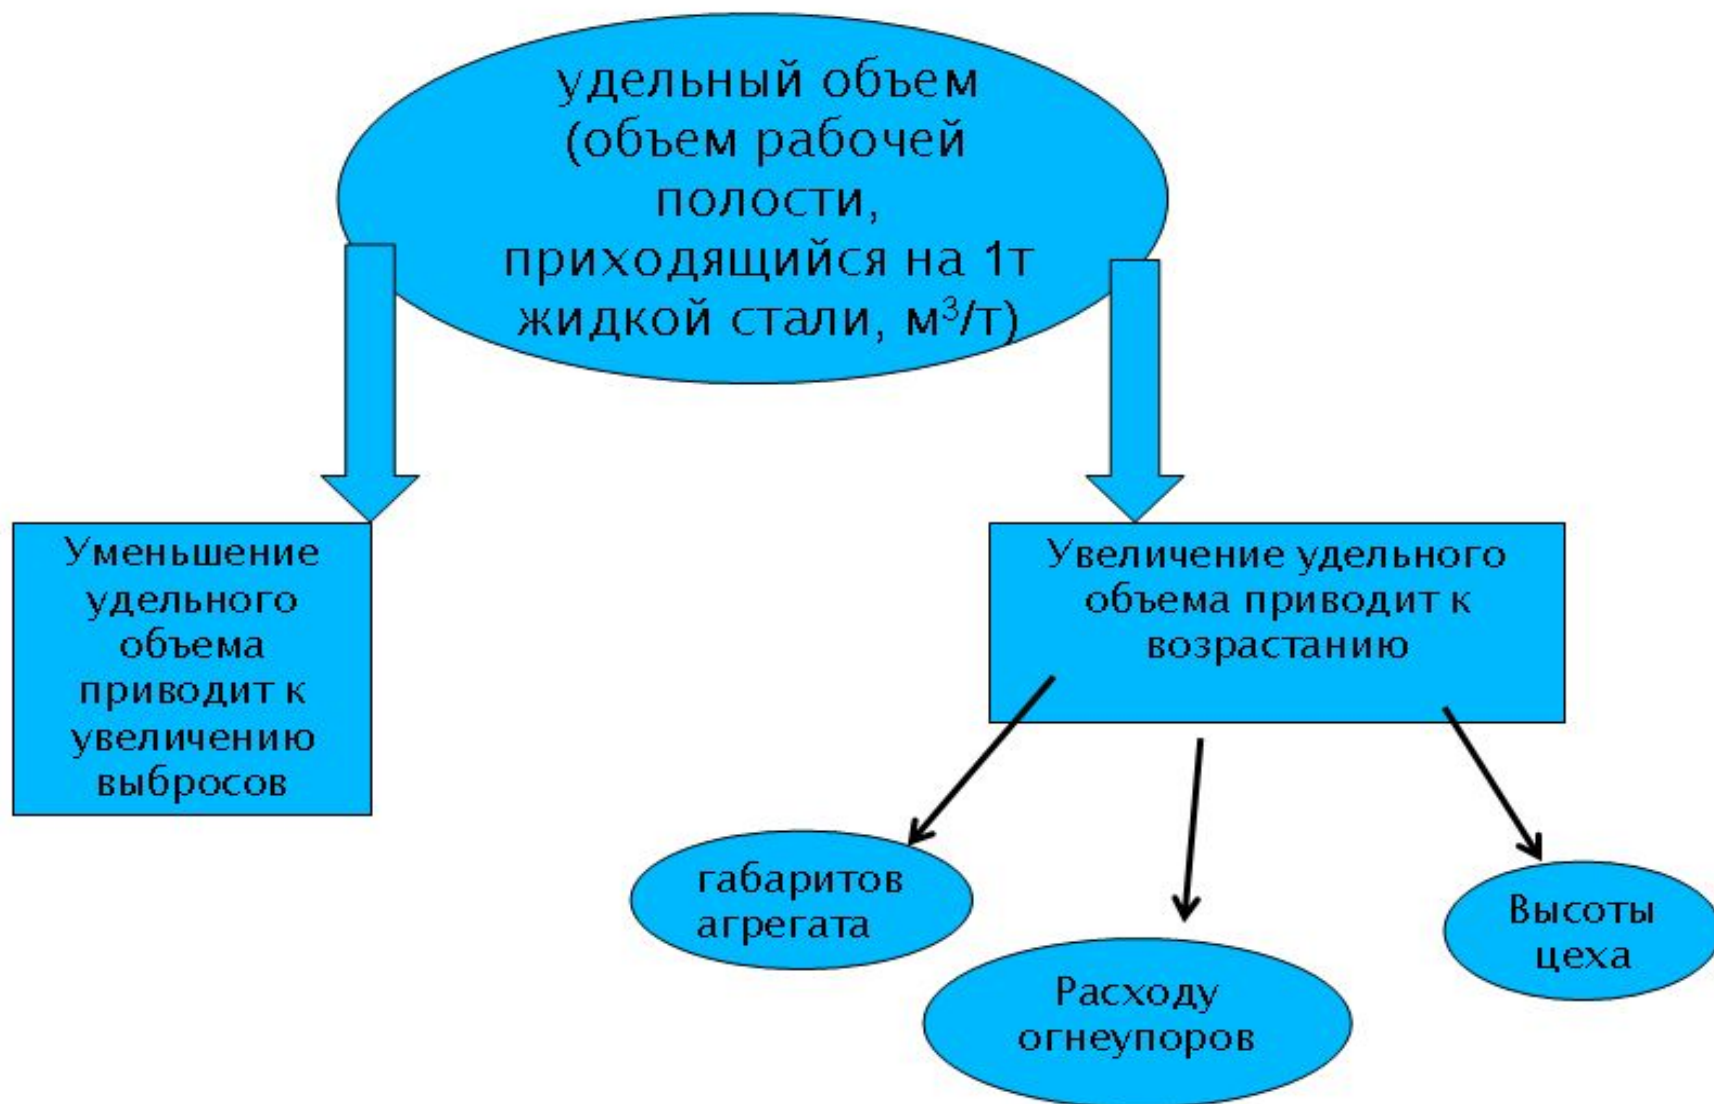 удельный объем
(объем рабочей
полости,
приходящийся на 1т
жидкой стали, м³/т)
Уменьшение
удельного
объема
приводит к
увеличению
выбросов
Увеличение удельного
объема приводит к
возрастанию
габаритов
агрегата
Расходу
огнеупоров
Высоты
цеха